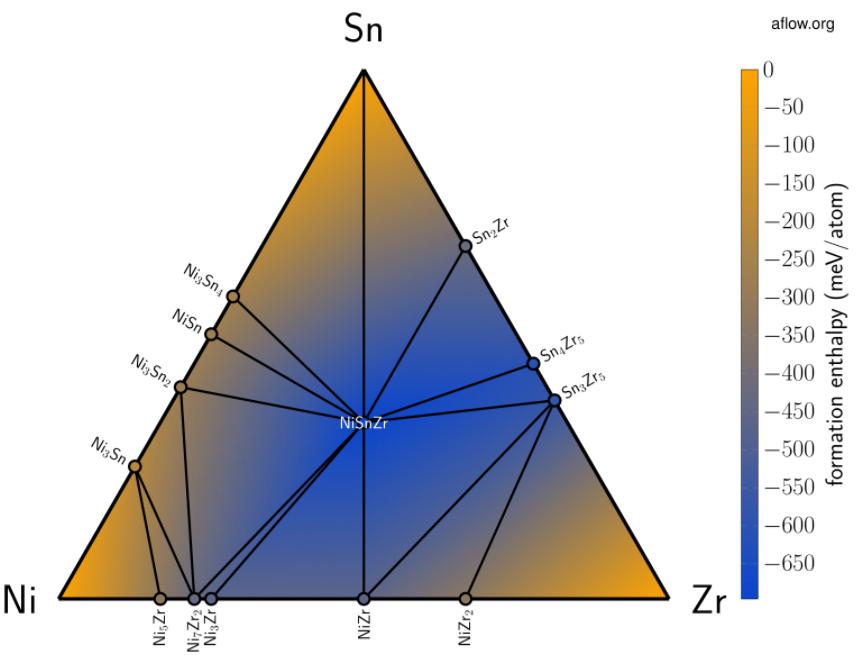 aflow.org
Sn
0
−50
−100
−150
−200
−250
−300
−350
−400
−450
−500
−550
−600
−650
formation enthalpy (meV/atom)
Sn₂Zr
Ni₃Sn₄
NiSn
Sn₄Zr₅
Ni₃Sn₂
Sn₃Zr₅
NiSnZr
Ni₃Sn
Ni
Zr
Ni₅Zr
Ni₇Zr₂
Ni₃Zr
NiZr
NiZr₂